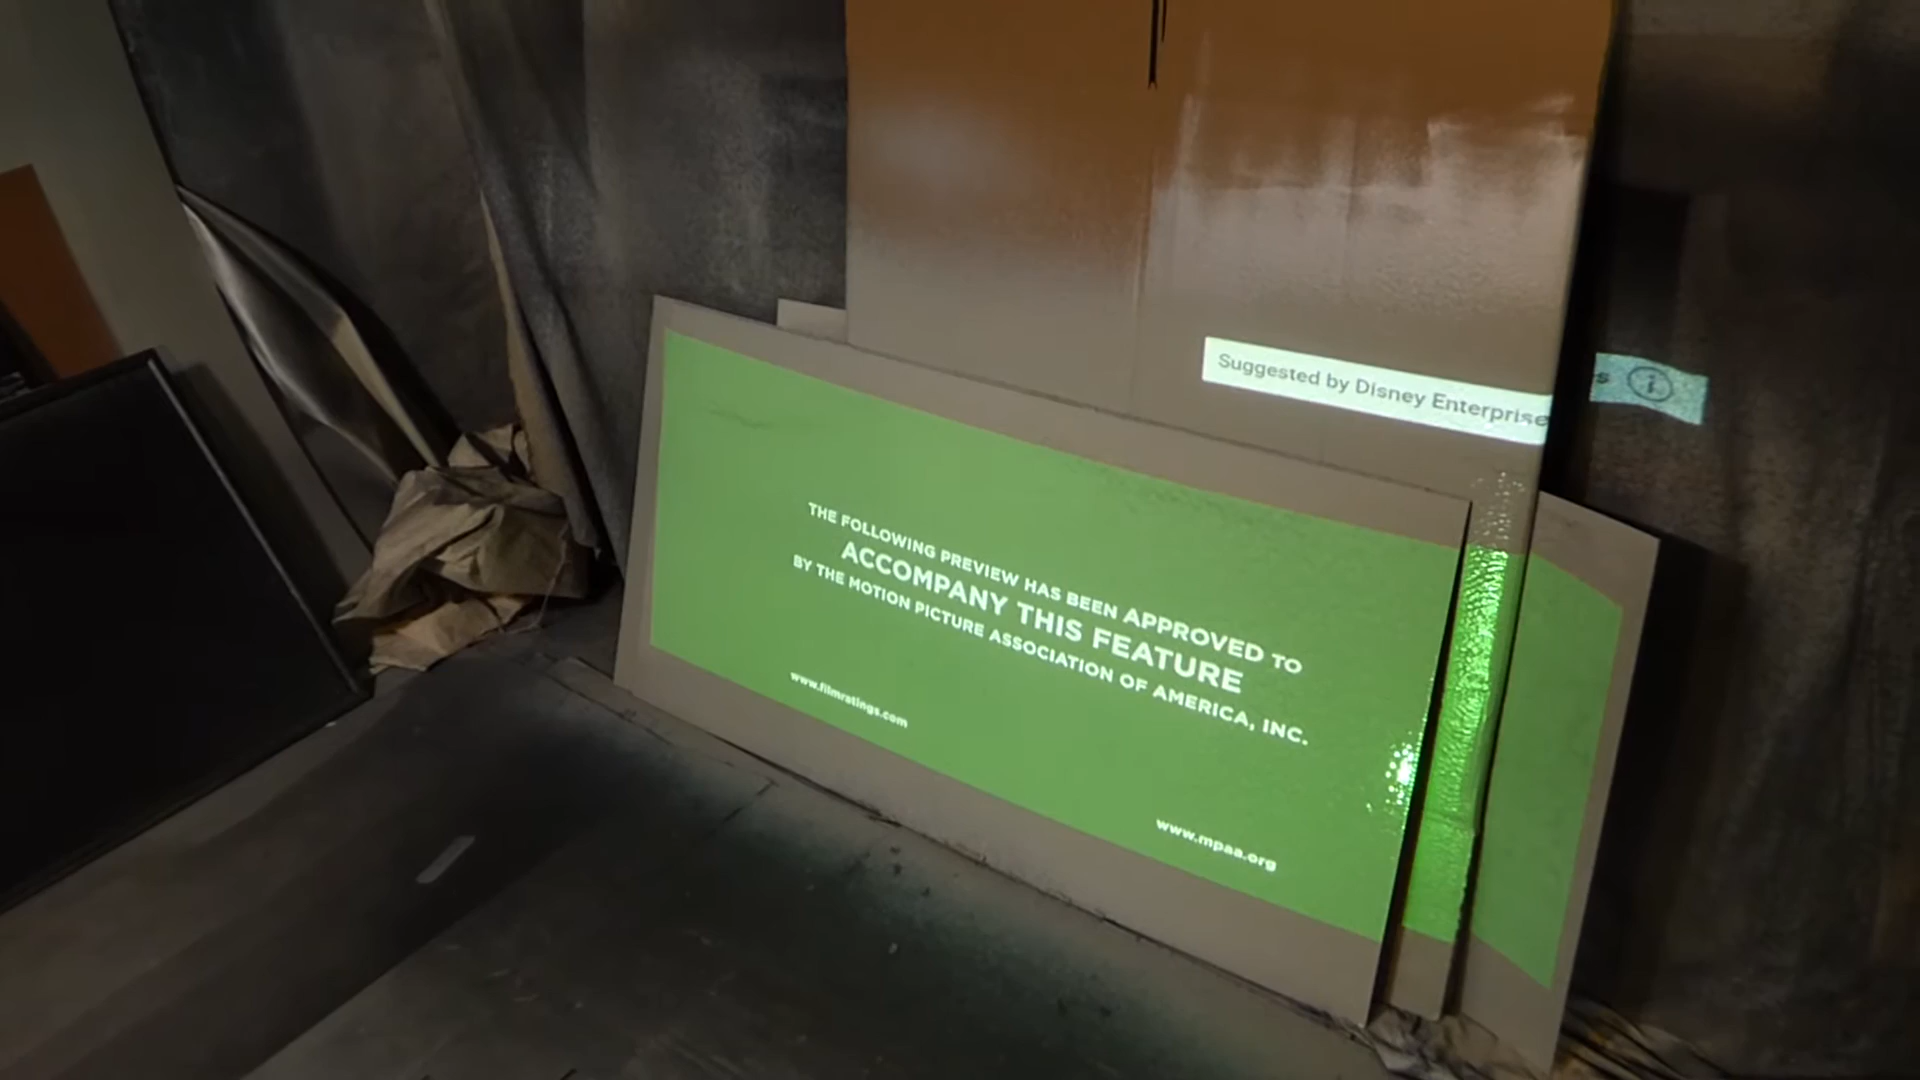 Suggested by Disney Enterprises
THE FOLLOWING PREVIEW HAS BEEN APPROVED TO
ACCOMPANY THIS FEATURE
BY THE MOTION PICTURE ASSOCIATION OF AMERICA, INC.
www.filmratings.com
www.mpaa.org